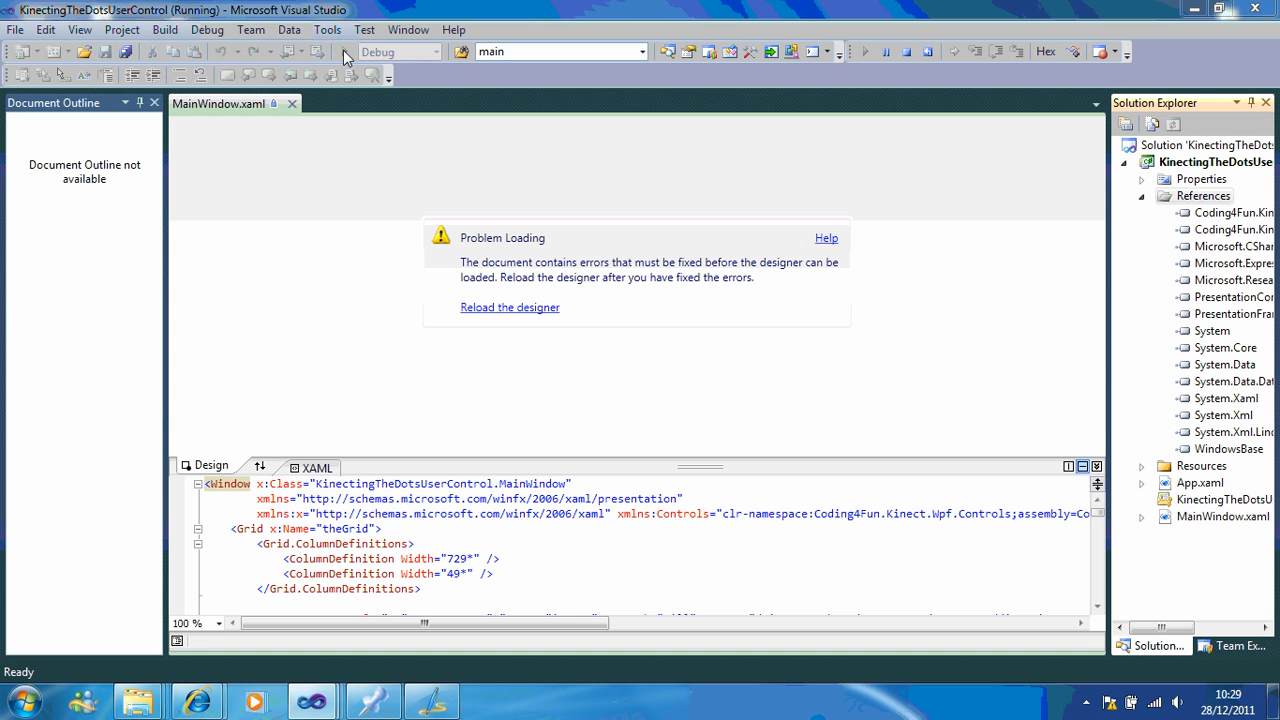 KinectingTheDotsUserControl (Running) - Microsoft Visual Studio
File Edit View Project Build Debug Team Data Tools Test Window Help
Debug main Hex
Document Outline
MainWindow.xaml
Solution Explorer
Document Outline not
available
Problem Loading
Help
The document contains errors that must be fixed before the designer can be
loaded. Reload the designer after you have fixed the errors.
Reload the designer
Solution 'KinectingTheDots
KinectingTheDotsUse
Properties
References
Coding4Fun.Kin
Coding4Fun.Kin
Microsoft.CShar
Microsoft.Expre
Microsoft.Resea
PresentationCor
PresentationFran
System
System.Core
System.Data
System.Data.Dat
System.Xaml
System.Xml
System.Xml.Linq
WindowsBase
Resources
App.xaml
KinectingTheDotsU
MainWindow.xaml
Design XAML
<Window x:Class="KinectingTheDotsUserControl.MainWindow"
xmlns="http://schemas.microsoft.com/winfx/2006/xaml/presentation"
xmlns:x="http://schemas.microsoft.com/winfx/2006/xaml" xmlns:Controls="clr-namespace:Coding4Fun.Kinect.Wpf.Controls;assembly=Co
<Grid x:Name="theGrid">
<Grid.ColumnDefinitions>
<ColumnDefinition Width="729*" />
<ColumnDefinition Width="49*" />
</Grid.ColumnDefinitions>
100 %
Solution... Team Ex...
Ready
10:29
28/12/2011